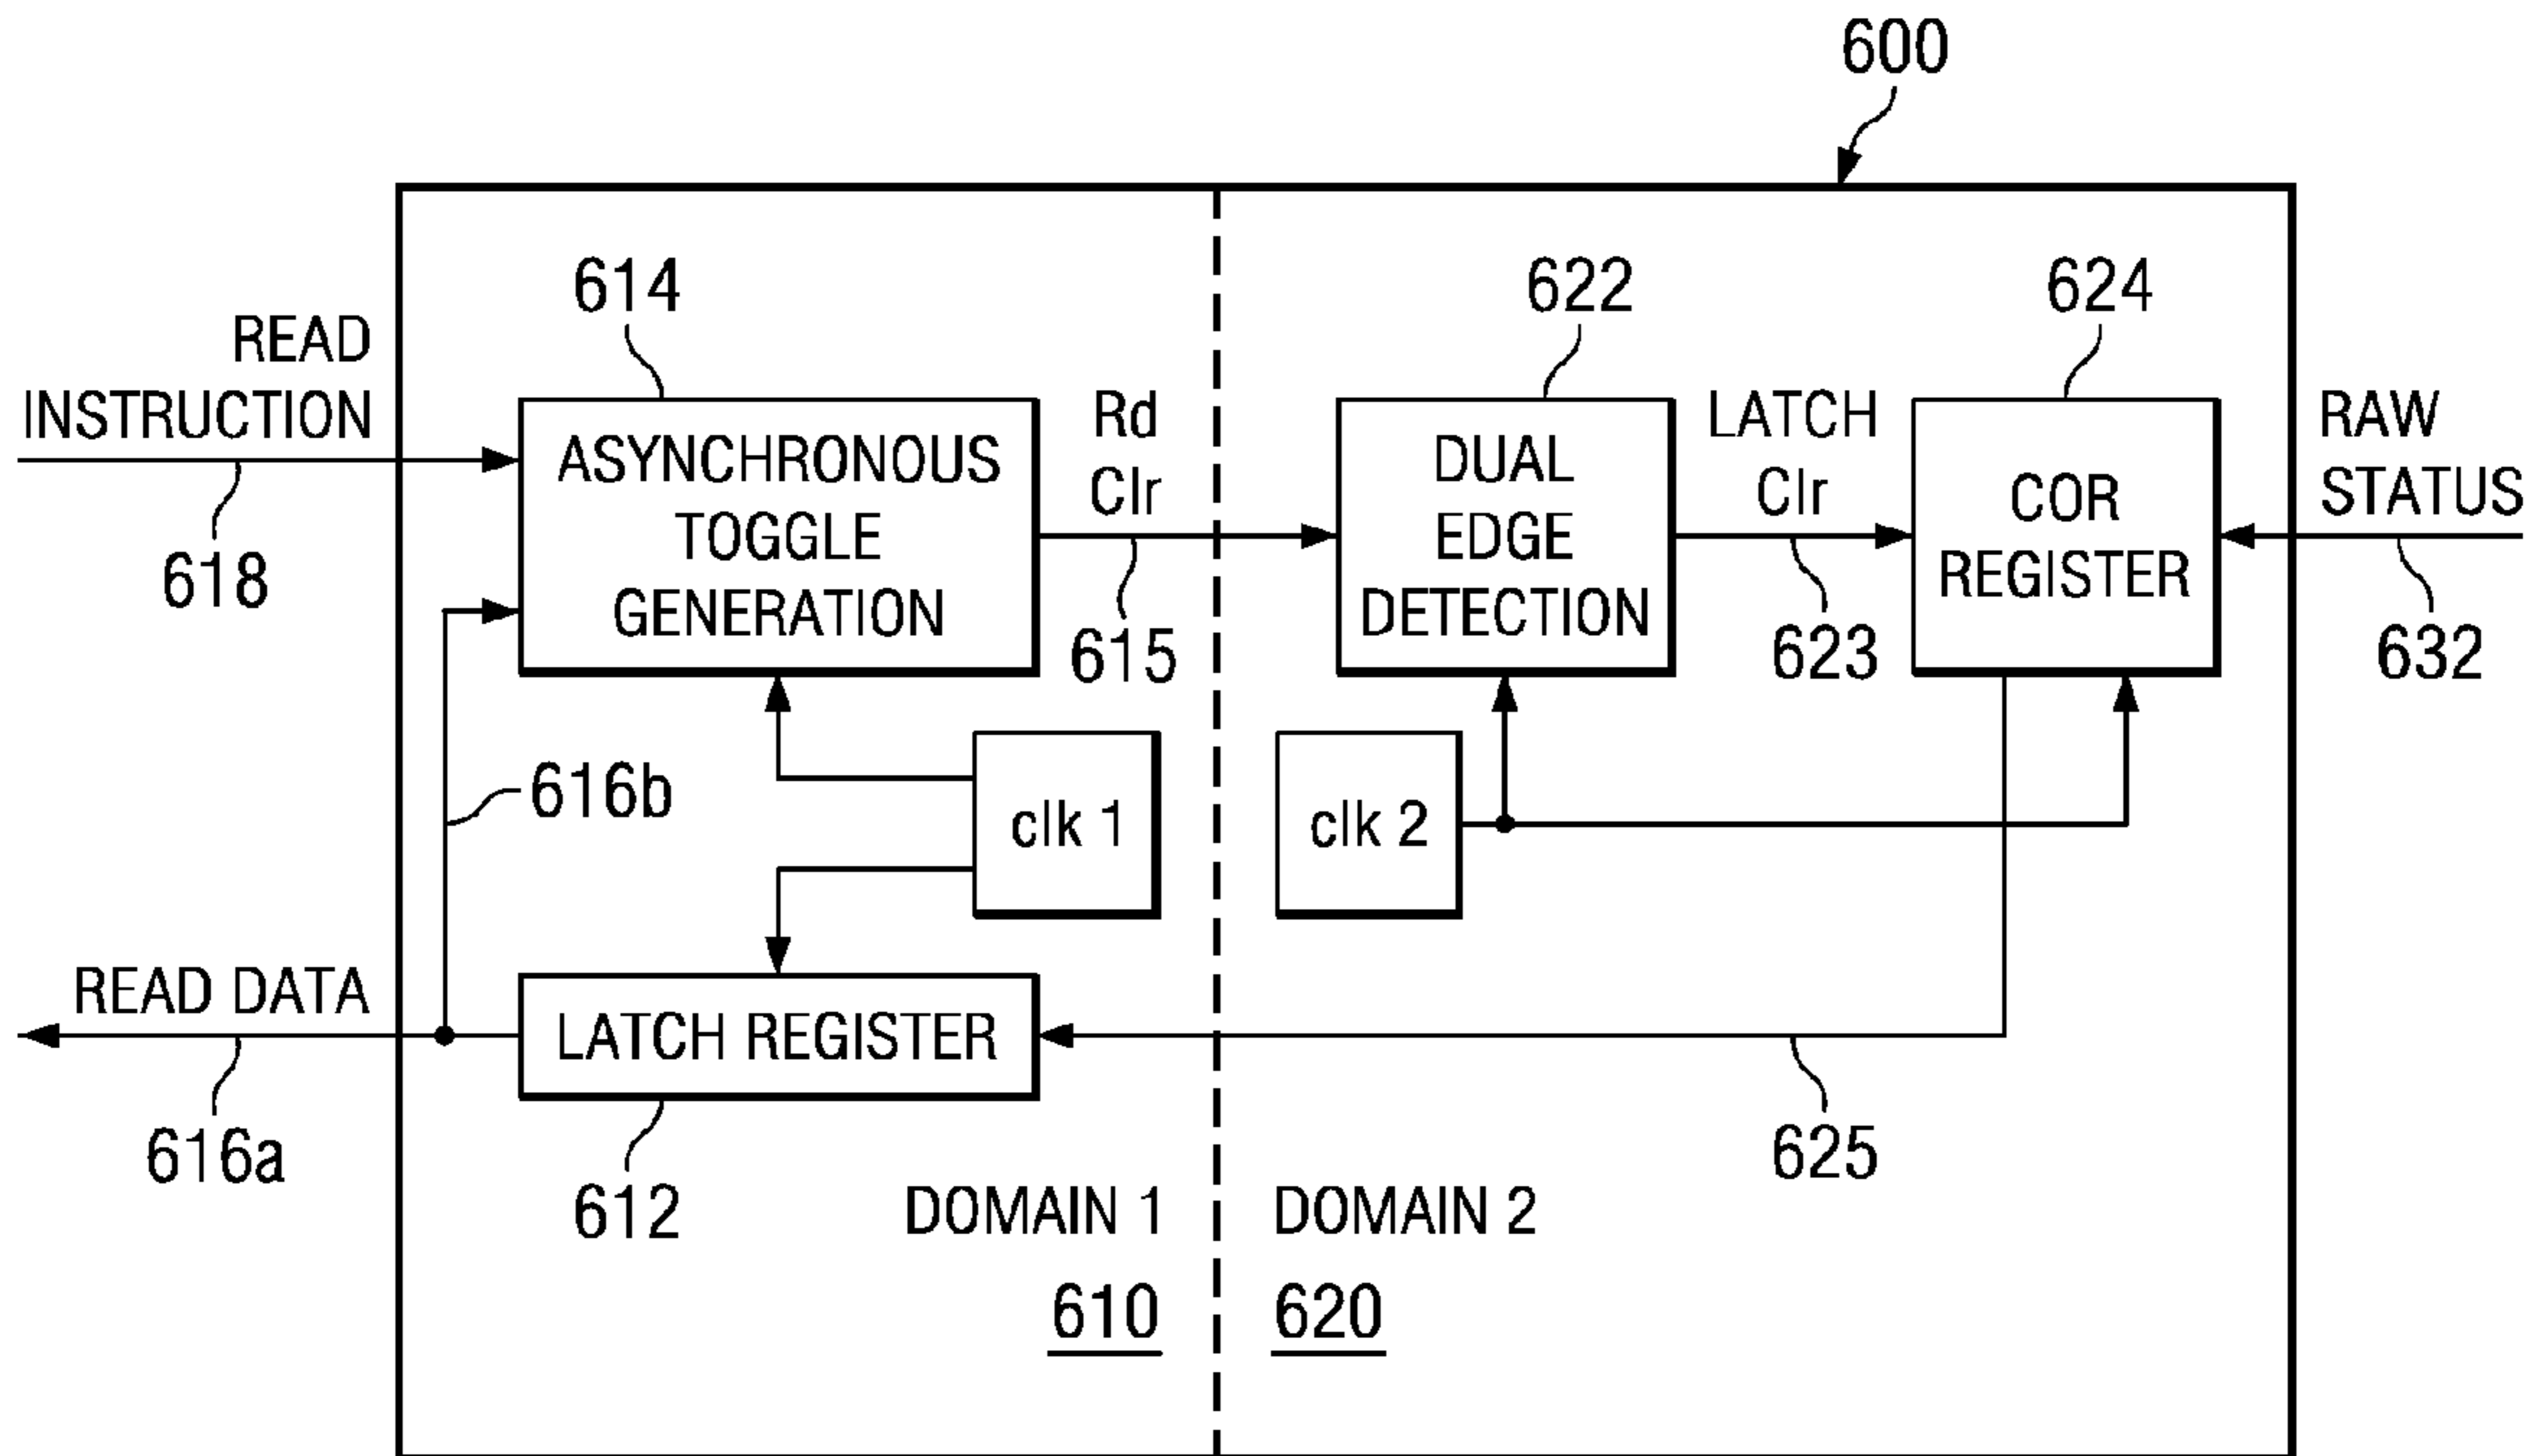 600
614
622
624
READ
INSTRUCTION
618
ASYNCHRONOUS
TOGGLE
GENERATION
Rd
Clr
615
DUAL
EDGE
DETECTION
LATCH
Clr
623
COR
REGISTER
RAW
STATUS
632
616b
clk 1
clk 2
READ DATA
616a
LATCH REGISTER
612
625
DOMAIN 1
610
DOMAIN 2
620